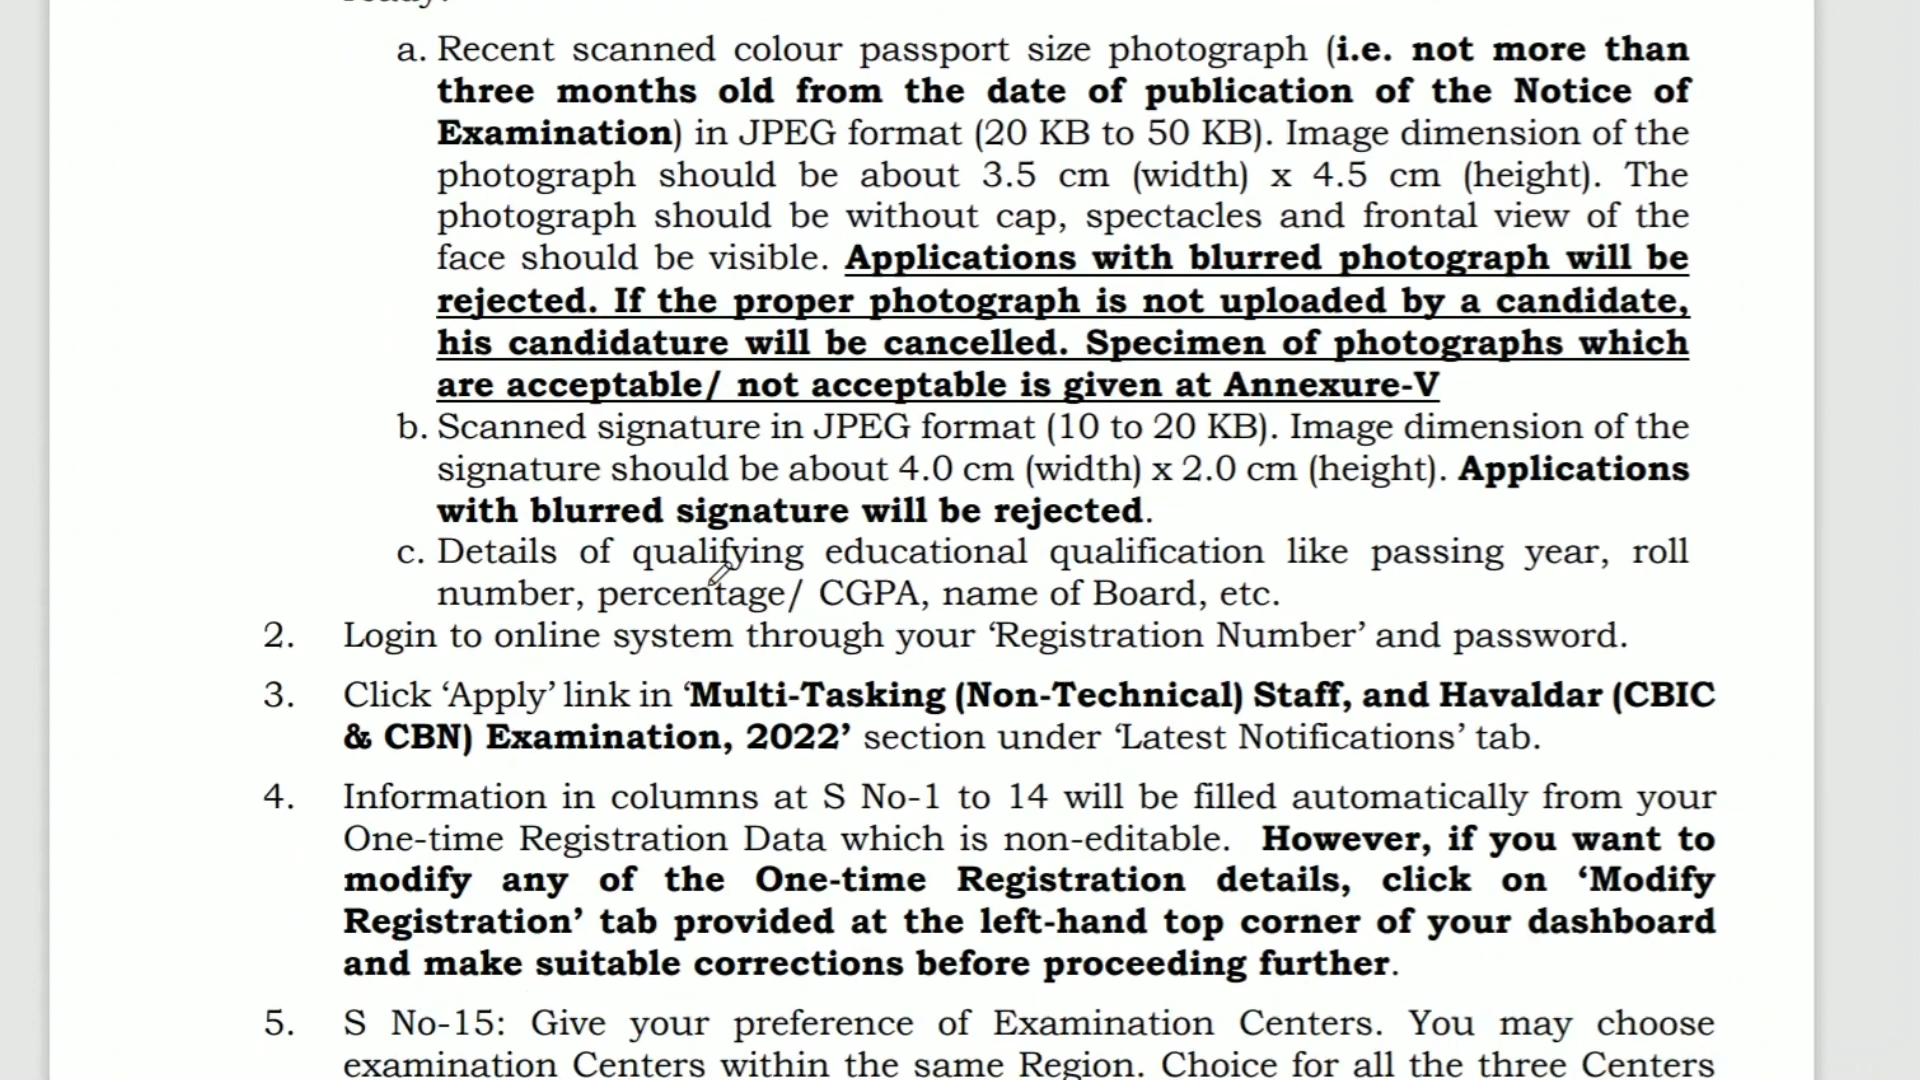 ready.
a. Recent scanned colour passport size photograph (i.e. not more than
three months old from the date of publication of the Notice of
Examination) in JPEG format (20 KB to 50 KB). Image dimension of the
photograph should be about 3.5 cm (width) x 4.5 cm (height). The
photograph should be without cap, spectacles and frontal view of the
face should be visible. Applications with blurred photograph will be
rejected. If the proper photograph is not uploaded by a candidate,
his candidature will be cancelled. Specimen of photographs which
are acceptable/ not acceptable is given at Annexure-V
b. Scanned signature in JPEG format (10 to 20 KB). Image dimension of the
signature should be about 4.0 cm (width) x 2.0 cm (height). Applications
with blurred signature will be rejected.
c. Details of qualifying educational qualification like passing year, roll
number, percentage/ CGPA, name of Board, etc.
2. Login to online system through your ‘Registration Number’ and password.
3. Click ‘Apply’ link in ‘Multi-Tasking (Non-Technical) Staff, and Havaldar (CBIC
& CBN) Examination, 2022’ section under ‘Latest Notifications’ tab.
4. Information in columns at S No-1 to 14 will be filled automatically from your
One-time Registration Data which is non-editable. However, if you want to
modify any of the One-time Registration details, click on ‘Modify
Registration’ tab provided at the left-hand top corner of your dashboard
and make suitable corrections before proceeding further.
5. S No-15: Give your preference of Examination Centers. You may choose
examination Centers within the same Region. Choice for all the three Centers